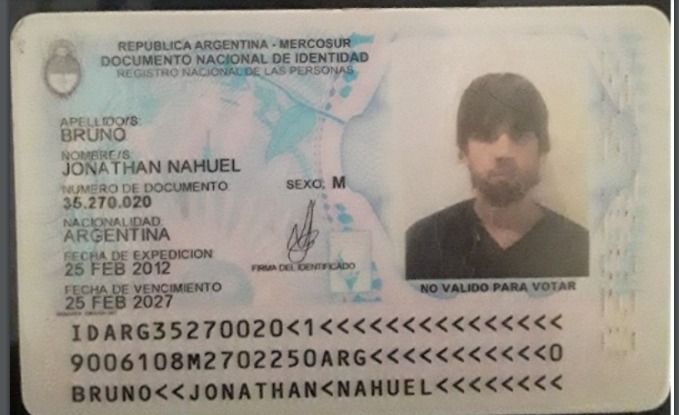 REPUBLICA ARGENTINA - MERCOSUR
DOCUMENTO NACIONAL DE IDENTIDAD
REGISTRO NACIONAL DE LAS PERSONAS
APELLIDO/S
BRUNO
NOMBRE/S
JONATHAN NAHUEL
NUMERO DE DOCUMENTO SEXO, M
35.270.020
NACIONALIDAD
ARGENTINA
FECHA DE EXPEDICION
25 FEB 2012 FIRMA DEL IDENTIFICADO
FECHA DE VENCIMIENTO NO VALIDO PARA VOTAR
25 FEB 2027
IDARG35270020<1<<<<<<<<<<<<<<<
9006108M2702250ARG<<<<<<<<<<<0
BRUNO<<JONATHAN<NAHUEL<<<<<<<<